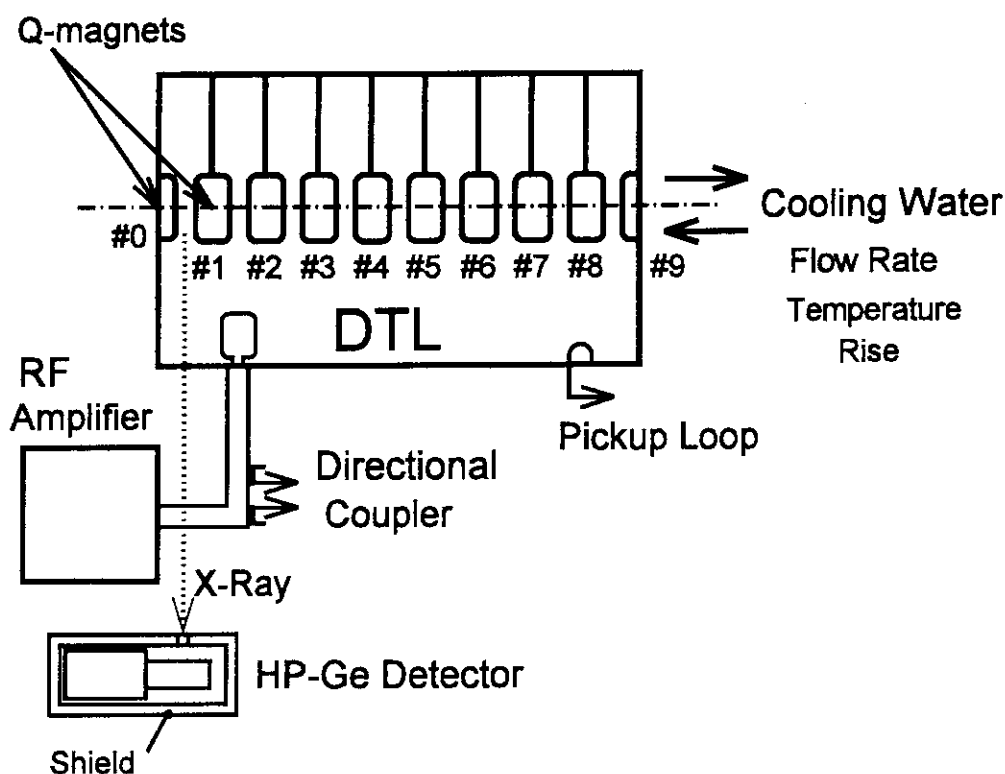 Q-magnets
#0
#1 #2 #3 #4 #5 #6 #7 #8 #9
Cooling Water
Flow Rate
Temperature
Rise
DTL
RF
Amplifier
Pickup Loop
Directional
Coupler
X-Ray
HP-Ge Detector
Shield